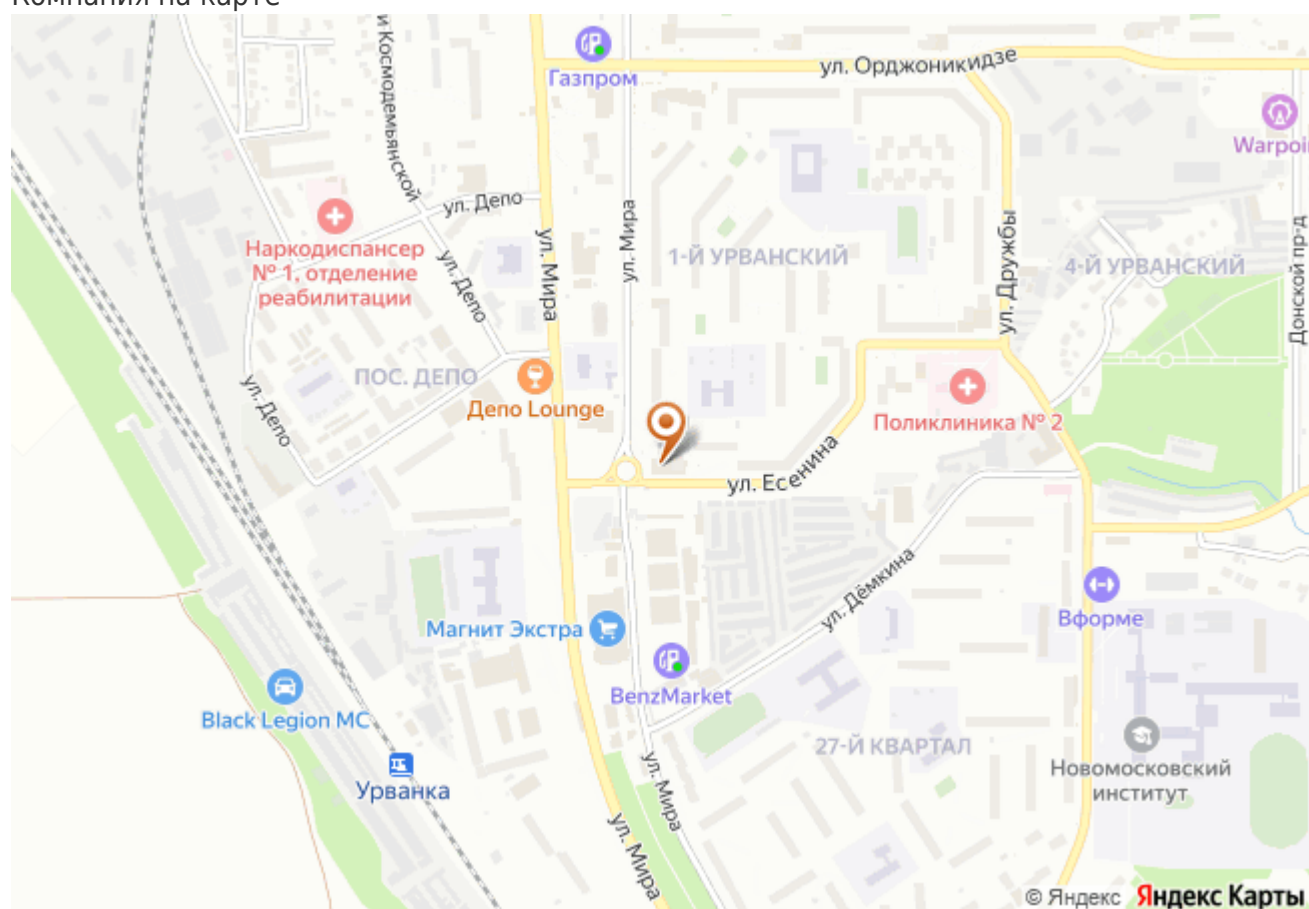 Компания на карте
и Космодемьянской
Газпром
ул. Орджоникидзе
Warpoi
ул. Депо
ул. Мира
ул. Мира
Наркодиспансер
№ 1, отделение
реабилитации
ул. Депо
1-Й УРВАНСКИЙ
ул. Дружбы
4-Й УРВАНСКИЙ
Донской пр-д
ПОС. ДЕПО
ул. Депо
Депо Lounge
Поликлиника № 2
ул. Есенина
ул. Дёмкина
Вформе
Магнит Экстра
BenzMarket
Black Legion MC
27-Й КВАРТАЛ
Урванка
ул. Мира
ул. Мира
Новомосковский
институт
© Яндекс Яндекс Карты